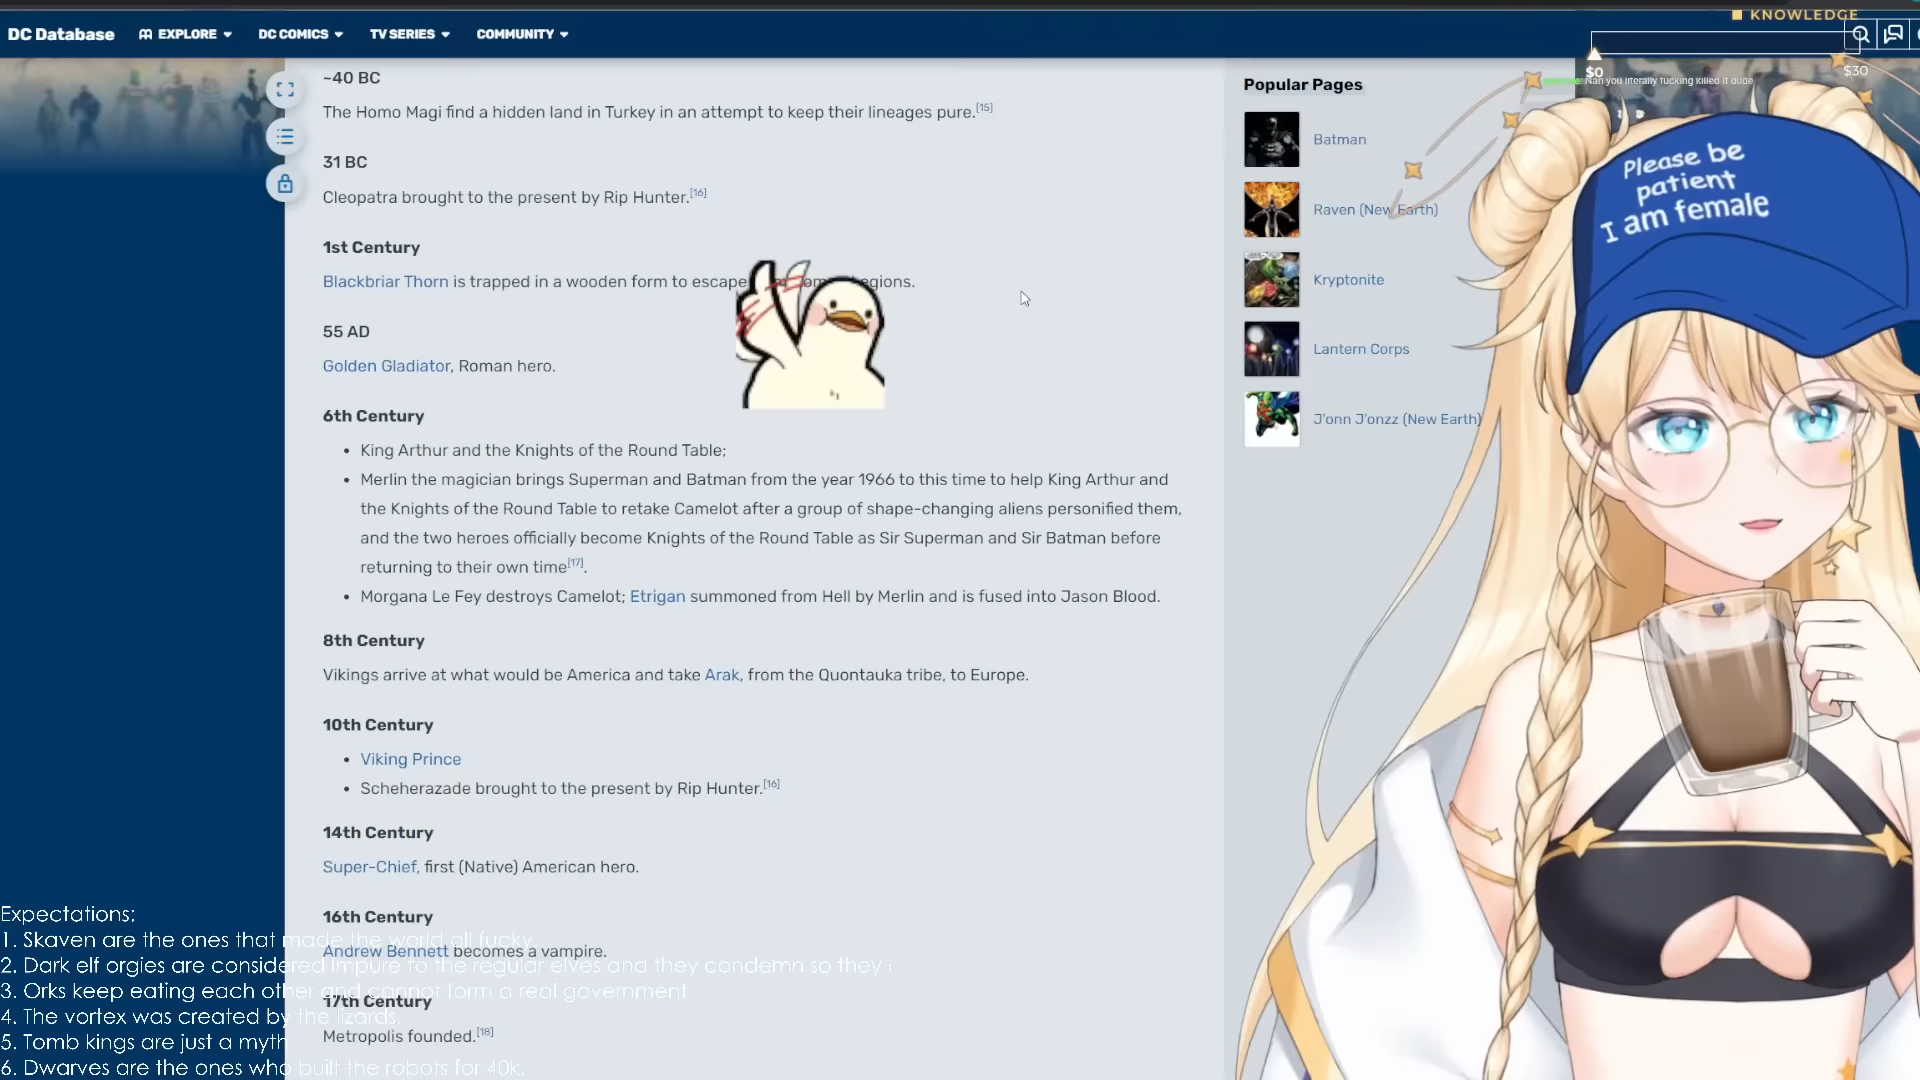 KNOWLEDGE
DC Database
EXPLORE
DC COMICS
TV SERIES
COMMUNITY
$0
$30
Nah you literally fucking killed it dude
~40 BC
The Homo Magi find a hidden land in Turkey in an attempt to keep their lineages pure.[15]
31 BC
Cleopatra brought to the present by Rip Hunter.[16]
1st Century
Blackbriar Thorn is trapped in a wooden form to escape
55 AD
Golden Gladiator, Roman hero.
6th Century
King Arthur and the Knights of the Round Table;
Merlin the magician brings Superman and Batman from the year 1966 to this time to help King Arthur and
the Knights of the Round Table to retake Camelot after a group of shape-changing aliens personified them,
and the two heroes officially become Knights of the Round Table as Sir Superman and Sir Batman before
returning to their own time[17].
Morgana Le Fey destroys Camelot; Etrigan summoned from Hell by Merlin and is fused into Jason Blood.
8th Century
Vikings arrive at what would be America and take Arak, from the Quontauka tribe, to Europe.
10th Century
Viking Prince
Scheherazade brought to the present by Rip Hunter.[16]
14th Century
Super-Chief, first (Native) American hero.
16th Century
Andrew Bennett becomes a vampire.
17th Century
Metropolis founded.[18]
Popular Pages
Batman
Raven (New Earth)
Kryptonite
Lantern Corps
J'onn J'onzz (New Earth)
Please be
patient
I am female
Expectations:
1. Skaven are the ones that made the world all fucky
2. Dark elf orgies are considered impure to the regular elves and they condemn so they
3. Orks keep eating each other and cannot form a real government
4. The vortex was created by the lizards.
5. Tomb kings are just a myth
6. Dwarves are the ones who built the robots for 40k.